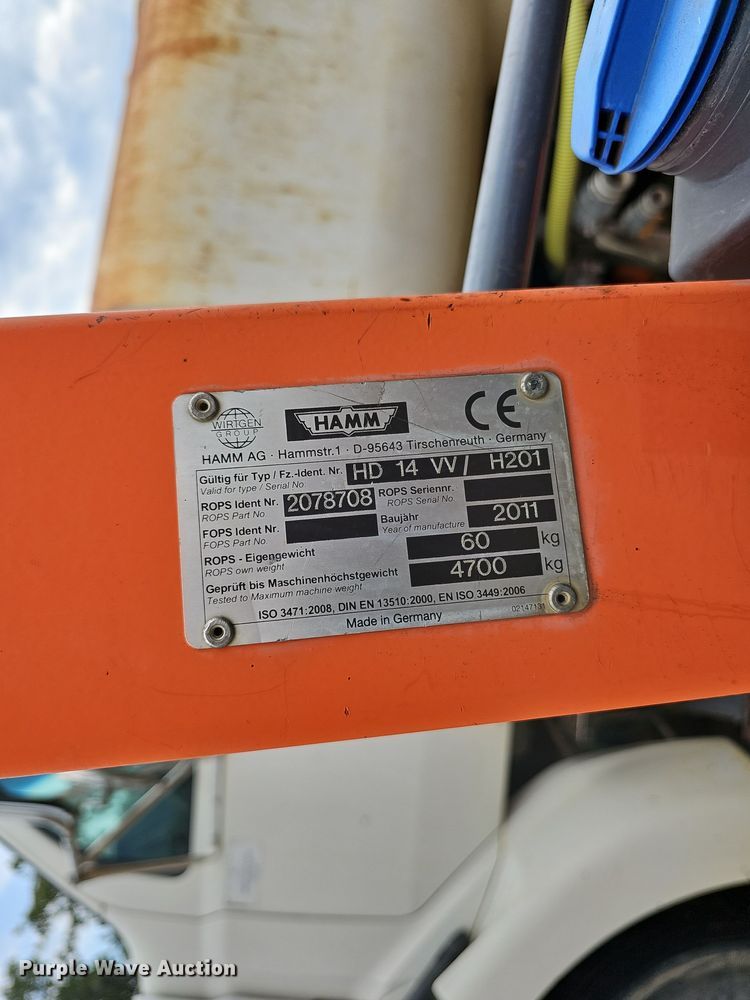 WIRTGEN
GROUP
HAMM
CE
HAMM AG · Hammstr.1 · D-95643 Tirschenreuth · Germany
Gültig für Typ / Fz.-Ident. Nr. HD 14 VV / H201
Valid for type / Serial No.
ROPS Ident Nr. 2078708 ROPS Seriennr.
ROPS Part No. ROPS Serial No.
FOPS Ident Nr. Baujahr 2011
FOPS Part No. Year of manufacture
ROPS - Eigengewicht 60 kg
ROPS own weight
Geprüft bis Maschinenhöchstgewicht 4700 kg
Tested to Maximum machine weight
ISO 3471:2008, DIN EN 13510:2000, EN ISO 3449:2006
02147131
Made in Germany
Purple Wave Auction